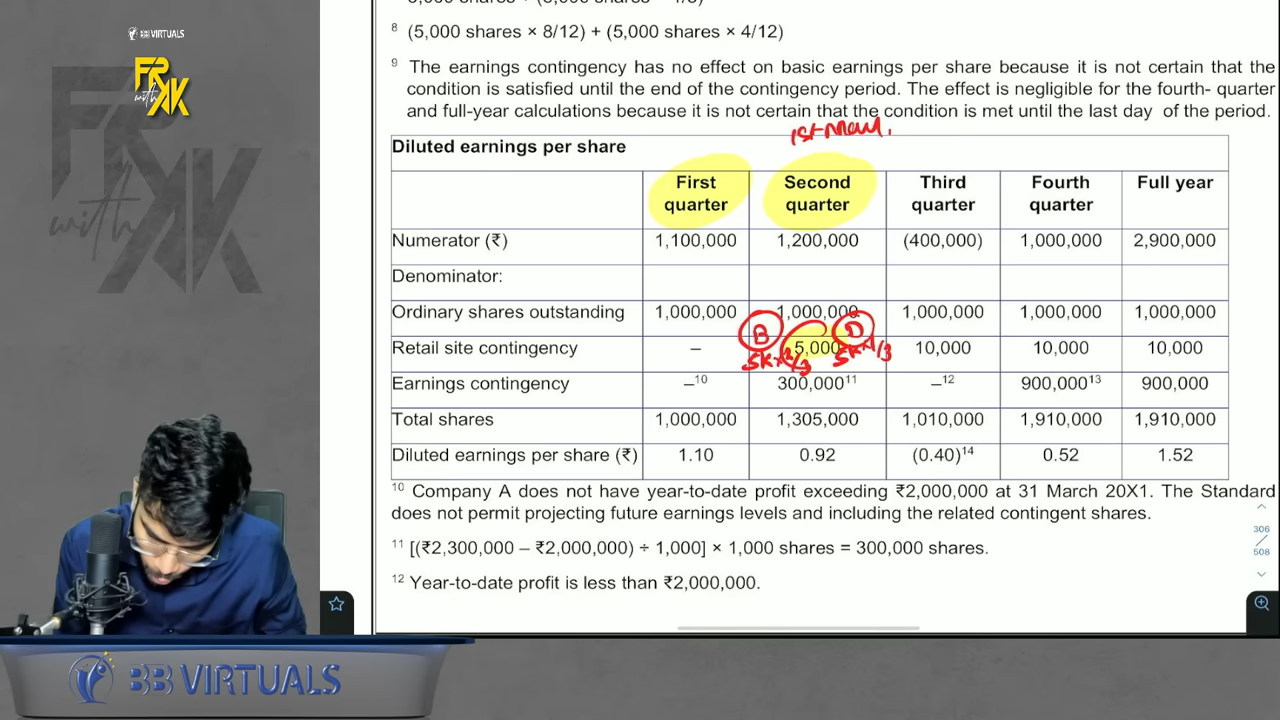 BB VIRTUALS
FR
with
AK
⁸ (5,000 shares × 8/12) + (5,000 shares × 4/12)
⁹ The earnings contingency has no effect on basic earnings per share because it is not certain that the
condition is satisfied until the end of the contingency period. The effect is negligible for the fourth- quarter
and full-year calculations because it is not certain that the condition is met until the last day of the period.
1st
Diluted earnings per share
First quarter Second quarter Third quarter Fourth quarter Full year
Numerator (₹) 1,100,000 1,200,000 (400,000) 1,000,000 2,900,000
Denominator:
Ordinary shares outstanding 1,000,000 1,000,000 1,000,000 1,000,000 1,000,000
B D
Retail site contingency – 5,000 10,000 10,000 10,000
5K×2/3 5K×1/3
Earnings contingency –¹⁰ 300,000¹¹ –¹² 900,000¹³ 900,000
Total shares 1,000,000 1,305,000 1,010,000 1,910,000 1,910,000
Diluted earnings per share (₹) 1.10 0.92 (0.40)¹⁴ 0.52 1.52
¹⁰ Company A does not have year-to-date profit exceeding ₹2,000,000 at 31 March 20X1. The Standard
does not permit projecting future earnings levels and including the related contingent shares.
¹¹ [(₹2,300,000 – ₹2,000,000) ÷ 1,000] × 1,000 shares = 300,000 shares.
¹² Year-to-date profit is less than ₹2,000,000.
306
/
508
BB VIRTUALS